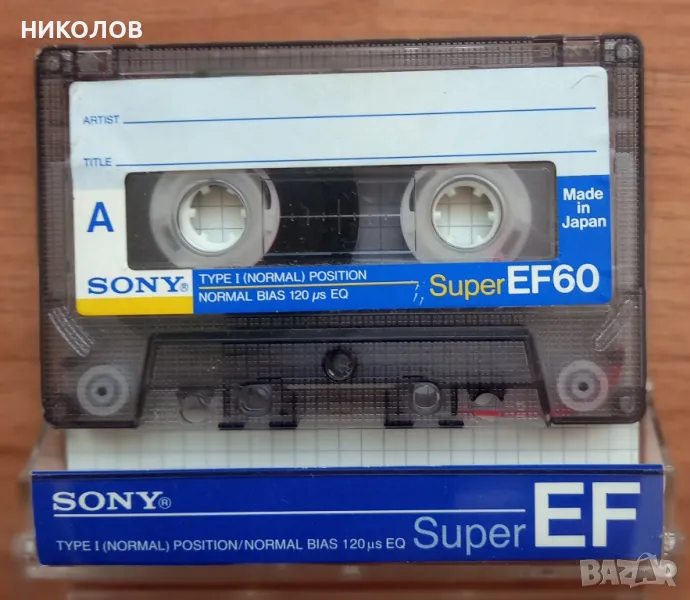 НИКОЛОВ
ARTIST
TITLE
A
Made
in
Japan
SONY®
TYPE I (NORMAL) POSITION
NORMAL BIAS 120 µs EQ
Super EF60
SONY®
TYPE I (NORMAL) POSITION/NORMAL BIAS 120 µs EQ
Super EF
BAZAR